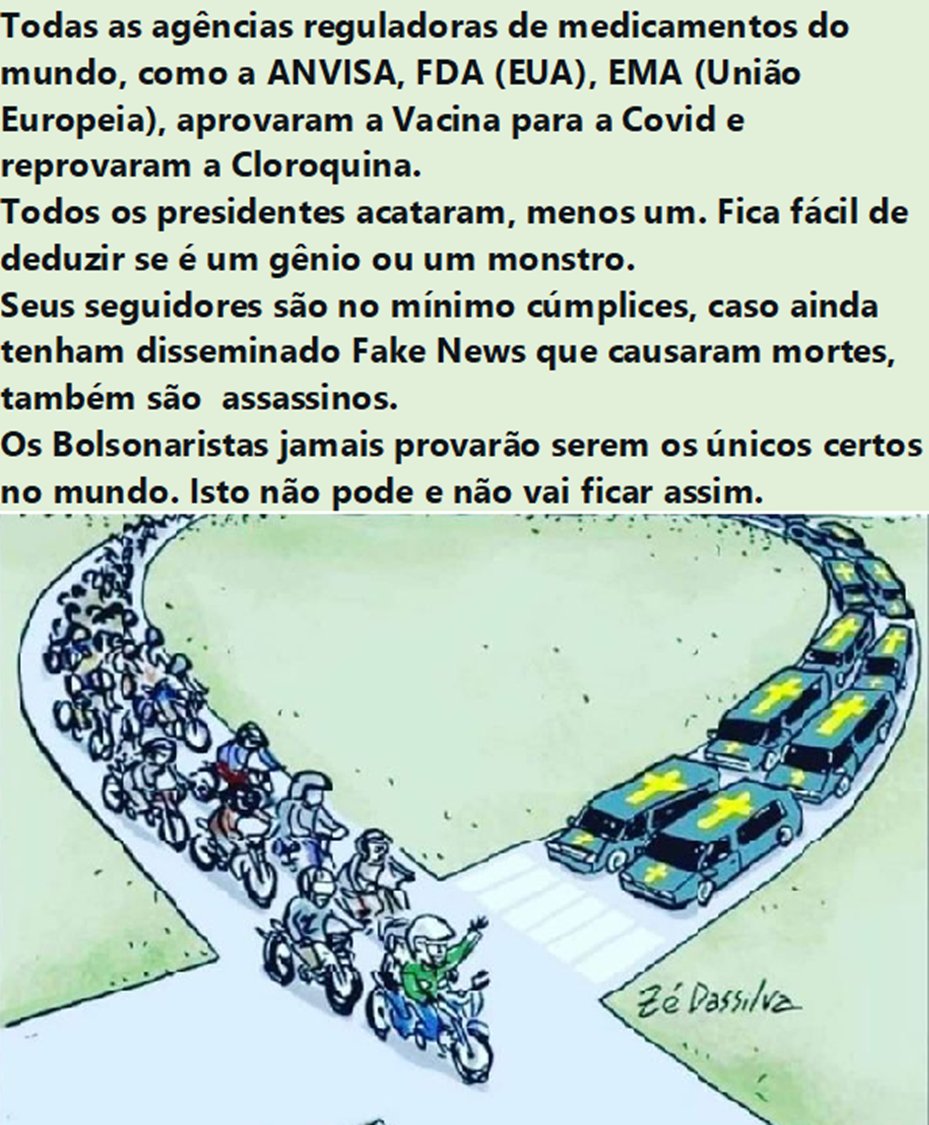 Todas as agências reguladoras de medicamentos do
mundo, como a ANVISA, FDA (EUA), EMA (União
Europeia), aprovaram a Vacina para a Covid e
reprovaram a Cloroquina.
Todos os presidentes acataram, menos um. Fica fácil de
deduzir se é um gênio ou um monstro.
Seus seguidores são no mínimo cúmplices, caso ainda
tenham disseminado Fake News que causaram mortes,
também são  assassinos.
Os Bolsonaristas jamais provarão serem os únicos certos
no mundo. Isto não pode e não vai ficar assim.
Zé Dassilva